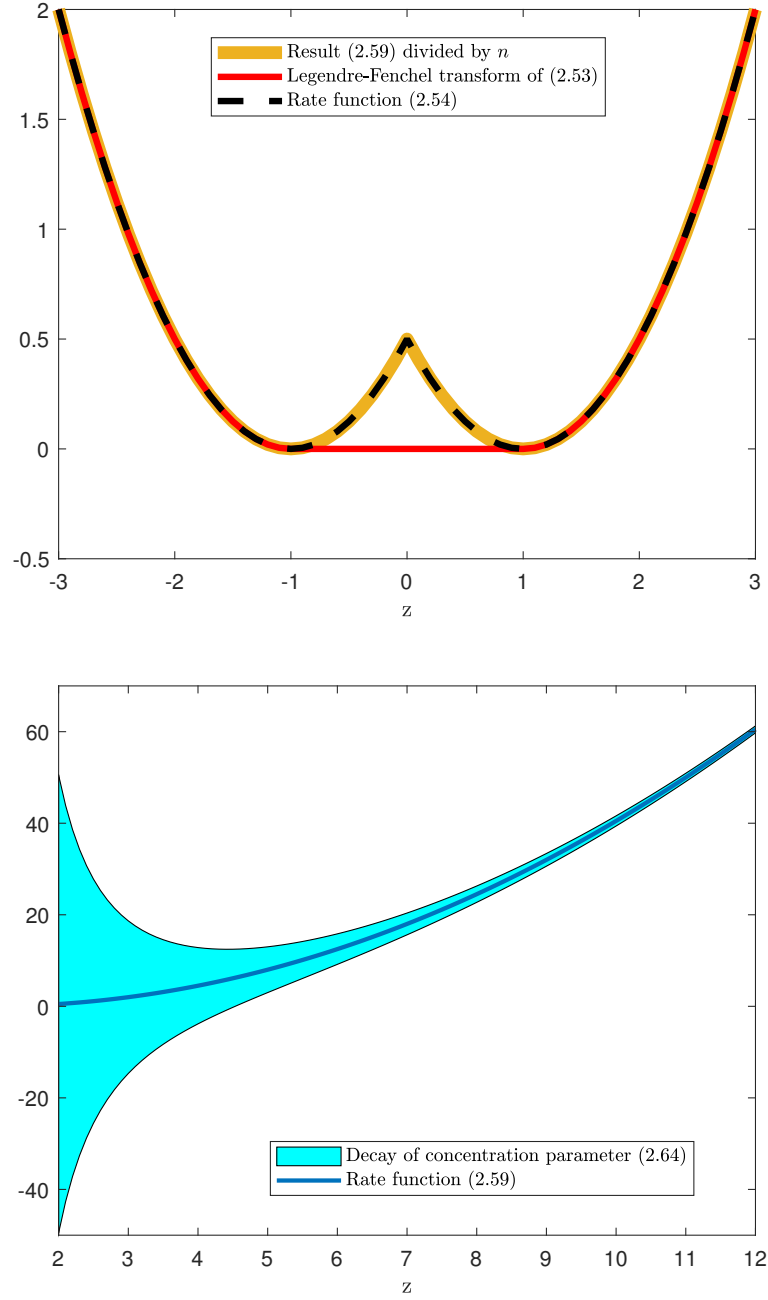 2
1.5
1
0.5
0
-0.5
Result (2.59) divided by n
Legendre-Fenchel transform of (2.53)
Rate function (2.54)
-3 -2 -1 0 1 2 3
z
60
40
20
0
-20
-40
Decay of concentration parameter (2.64)
Rate function (2.59)
2 3 4 5 6 7 8 9 10 11 12
z